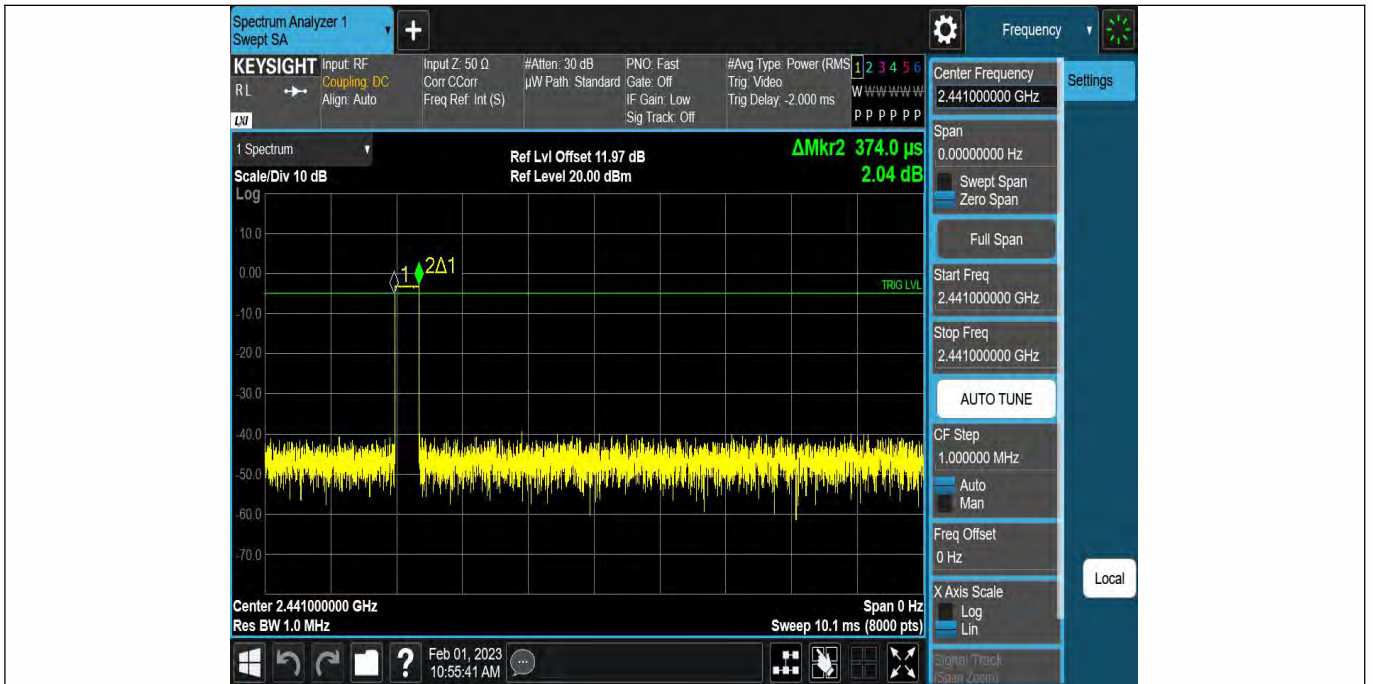 Spectrum Analyzer 1
Swept SA
Frequency
KEYSIGHT
RL
LXI
Input: RF
Coupling: DC
Align: Auto
Input Z: 50 Ω
Corr CCorr
Freq Ref: Int (S)
#Atten: 30 dB
µW Path: Standard
PNO: Fast
Gate: Off
IF Gain: Low
Sig Track: Off
#Avg Type: Power (RMS
Trig: Video
Trig Delay: -2.000 ms
1 2 3 4 5 6
W W W W W W
P P P P P P
1 Spectrum
Scale/Div 10 dB
Ref Lvl Offset 11.97 dB
Ref Level 20.00 dBm
ΔMkr2 374.0 µs
2.04 dB
Log
10.0
0.00
-10.0
-20.0
-30.0
-40.0
-50.0
-60.0
-70.0
1
2Δ1
TRIG LVL
Center 2.441000000 GHz
Res BW 1.0 MHz
Span 0 Hz
Sweep 10.1 ms (8000 pts)
Center Frequency
2.441000000 GHz
Settings
Span
0.00000000 Hz
Swept Span
Zero Span
Full Span
Start Freq
2.441000000 GHz
Stop Freq
2.441000000 GHz
AUTO TUNE
CF Step
1.000000 MHz
Auto
Man
Freq Offset
0 Hz
X Axis Scale
Log
Lin
Local
Signal Track
(Span Zoom)
?
Feb 01, 2023
10:55:41 AM